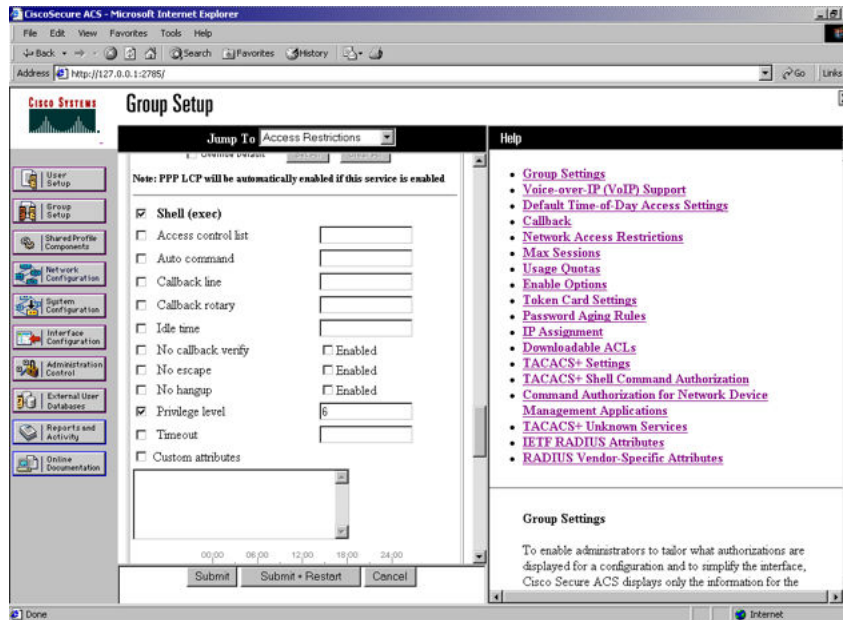 CiscoSecure ACS - Microsoft Internet Explorer
File Edit View Favorites Tools Help
Back Search Favorites History
Address http://127.0.0.1:2785/ Go Links
CISCO SYSTEMS
Group Setup
Jump To Access Restrictions
Help
User Setup
Group Setup
Shared Profile Components
Network Configuration
System Configuration
Interface Configuration
Administration Control
External User Databases
Reports and Activity
Online Documentation
Note: PPP LCP will be automatically enabled if this service is enabled
Shell (exec)
Access control list
Auto command
Callback line
Callback rotary
Idle time
No callback verify Enabled
No escape Enabled
No hangup Enabled
Privilege level 6
Timeout
Custom attributes
00;00 06;00 12;00 18;00 24;00
Submit Submit + Restart Cancel
Group Settings
Voice-over-IP (VoIP) Support
Default Time-of-Day Access Settings
Callback
Network Access Restrictions
Max Sessions
Usage Quotas
Enable Options
Token Card Settings
Password Aging Rules
IP Assignment
Downloadable ACLs
TACACS+ Settings
TACACS+ Shell Command Authorization
Command Authorization for Network Device
Management Applications
TACACS+ Unknown Services
IETF RADIUS Attributes
RADIUS Vendor-Specific Attributes
Group Settings
To enable administrators to tailor what authorizations are
displayed for a configuration and to simplify the interface,
Cisco Secure ACS displays only the information for the
Done Internet